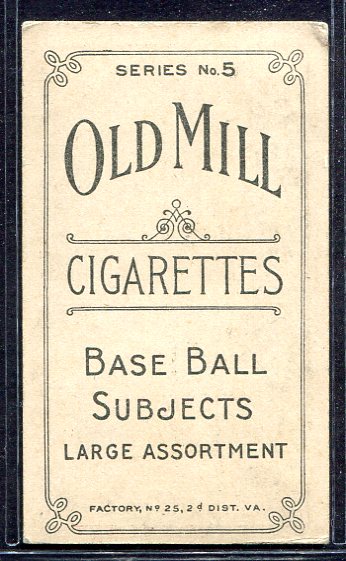 SERIES No. 5
OLD MILL
CIGARETTES
BASE BALL
SUBJECTS
LARGE ASSORTMENT
FACTORY, Nº 25, 2d DIST. VA.